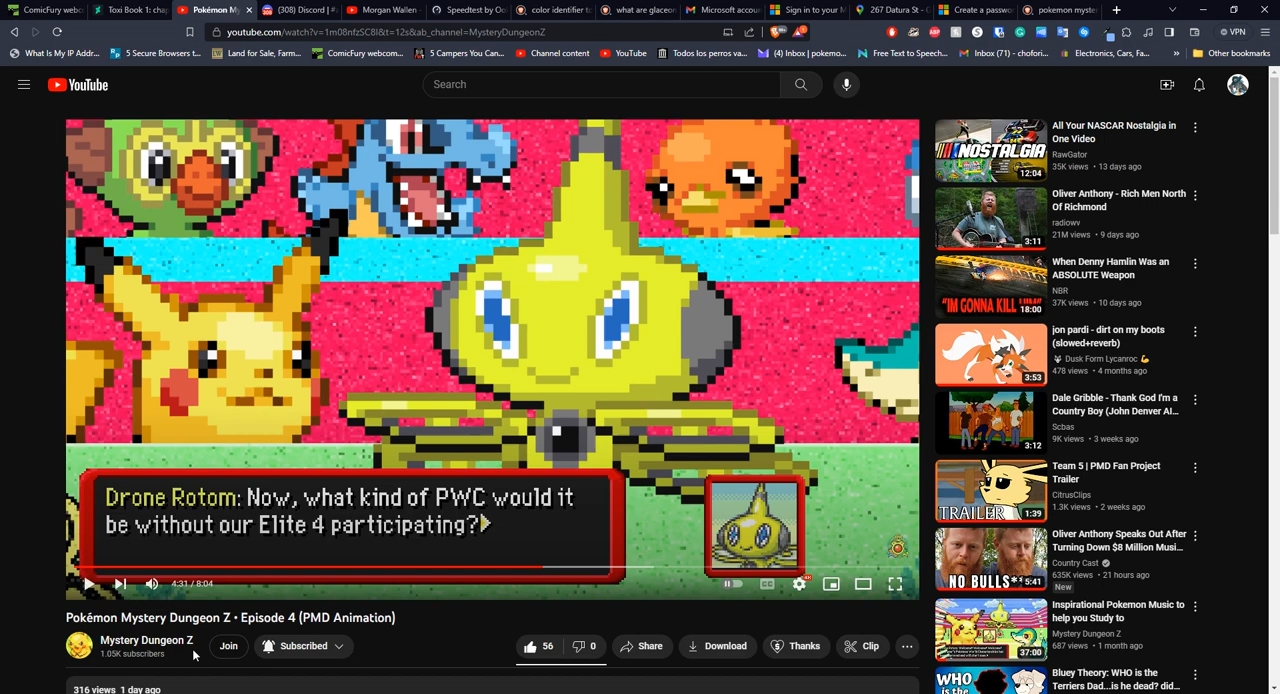 ComicFury webc
Toxi Book 1: chap
Pokémon My
(308) Discord | #
Morgan Wallen -
Speedtest by Oo
color identifier to
what are glaceon
Microsoft accou
Sign in to your M
267 Datura St - G
Create a passwo
pokemon myster
youtube.com/watch?v=1m08nfzSC8I&t=12s&ab_channel=MysteryDungeonZ
VPN
What Is My IP Addr...
5 Secure Browsers t...
Land for Sale, Farm...
ComicFury webcom...
5 Campers You Can...
Channel content
YouTube
Todos los perros va...
(4) Inbox | pokemo...
Free Text to Speech...
Inbox (71) - chofori...
Electronics, Cars, Fa...
»
Other bookmarks
YouTube
Search
Drone Rotom: Now, what kind of PWC would it
be without our Elite 4 participating?
4:31 / 8:04
CC
Pokémon Mystery Dungeon Z • Episode 4 (PMD Animation)
Mystery Dungeon Z
1.05K subscribers
Join
Subscribed
56
0
Share
Download
Thanks
Clip
316 views 1 day ago
NOSTALGIA
12:04
All Your NASCAR Nostalgia in
One Video
RawGator
35K views • 13 days ago
3:11
Oliver Anthony - Rich Men North
Of Richmond
radiowv
21M views • 9 days ago
"IM GONNA KILL HIM"
18:00
When Denny Hamlin Was an
ABSOLUTE Weapon
NBR
37K views • 10 days ago
3:53
jon pardi - dirt on my boots
(slowed+reverb)
Dusk Form Lycanroc
478 views • 4 months ago
3:12
Dale Gribble - Thank God I'm a
Country Boy (John Denver AI...
Scbas
9K views • 3 weeks ago
TRAILER
1:39
Team 5 | PMD Fan Project
Trailer
CitrusClips
1.3K views • 2 weeks ago
NO BULLS**
5:41
Oliver Anthony Speaks Out After
Turning Down $8 Million Musi...
Country Cast
635K views • 21 hours ago
New
37:00
Inspirational Pokemon Music to
help you Study to
Mystery Dungeon Z
687 views • 1 month ago
WHO
is the
Bluey Theory: WHO is the
Terriers Dad...is he dead? did...